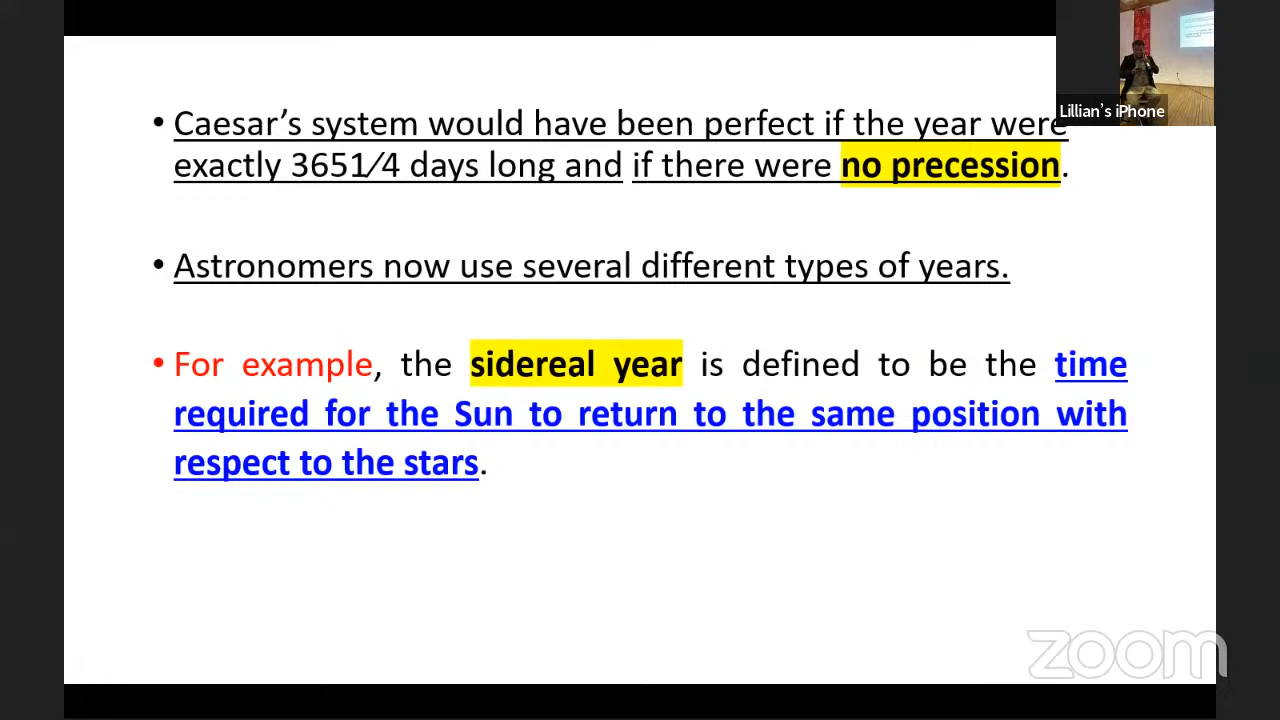 • Caesar’s system would have been perfect if the year were
exactly 3651⁄4 days long and if there were no precession.
• Astronomers now use several different types of years.
• For example, the sidereal year is defined to be the time
required for the Sun to return to the same position with
respect to the stars.
Lillian’s iPhone
zoom